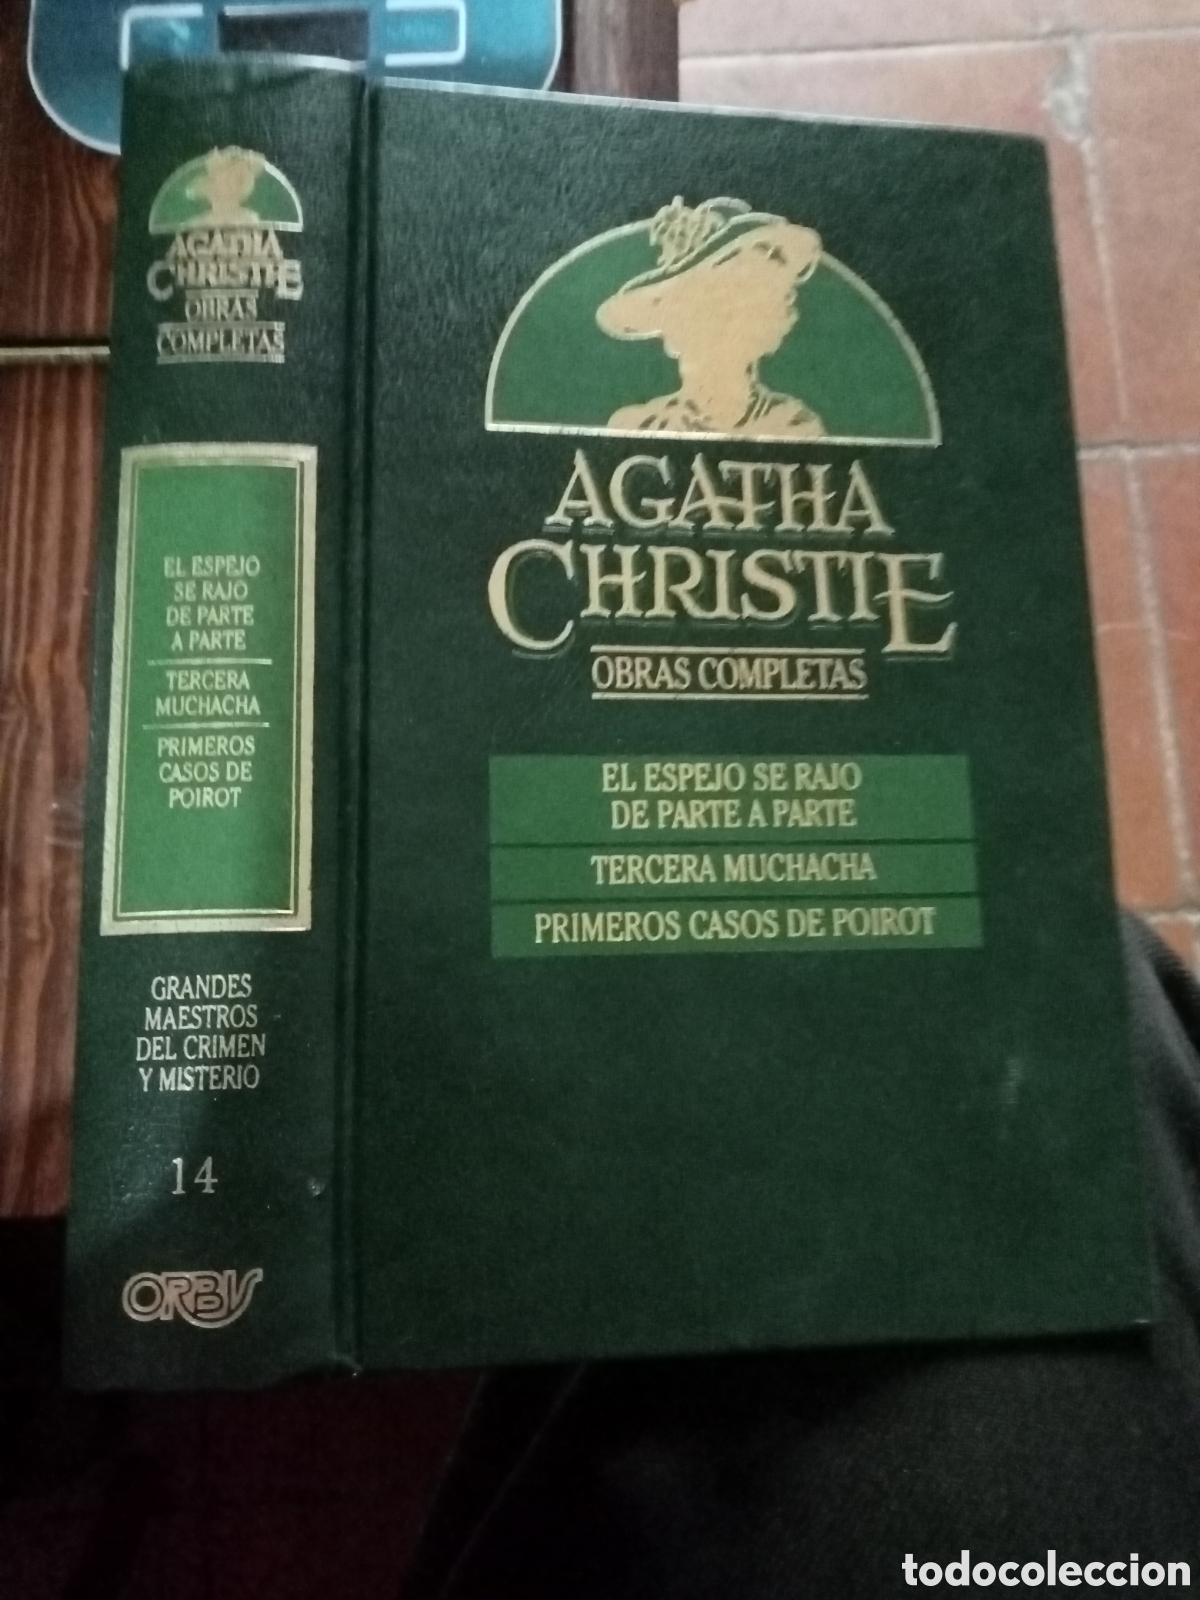 AGATHA
CHRISTIE
OBRAS
COMPLETAS
EL ESPEJO
SE RAJO
DE PARTE
A PARTE
TERCERA
MUCHACHA
PRIMEROS
CASOS DE
POIROT
GRANDES
MAESTROS
DEL CRIMEN
Y MISTERIO
14
ORBIS
AGATHA
CHRISTIE
OBRAS COMPLETAS
EL ESPEJO SE RAJO
DE PARTE A PARTE
TERCERA MUCHACHA
PRIMEROS CASOS DE POIROT
todocoleccion